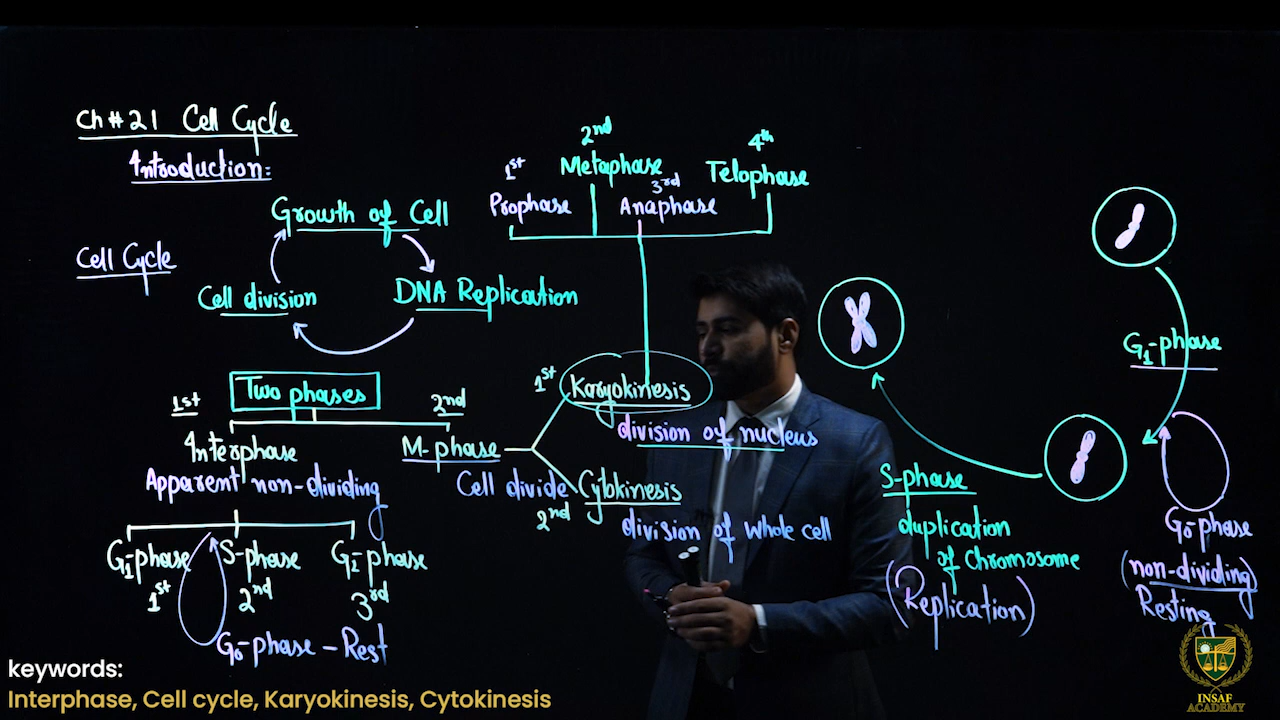 Ch # 21 Cell Cycle
Introduction:
Growth of Cell
Cell Cycle
Cell division
DNA Replication
Two phases
1st
2nd
Interphase
M-phase
Apparent non-dividing
Cell divide
G1-phase
1st
S-phase
2nd
G2-phase
3rd
G0-phase - Rest
1st
Prophase
2nd
Metaphase
3rd
Anaphase
4th
Telophase
1st
Karyokinesis
division of nucleus
2nd
Cytokinesis
division of whole cell
G1-phase
G0-phase
(non-dividing)
Resting
S-phase
duplication
of Chromosome
(Replication)
keywords:
Interphase, Cell cycle, Karyokinesis, Cytokinesis
INSAF
ACADEMY